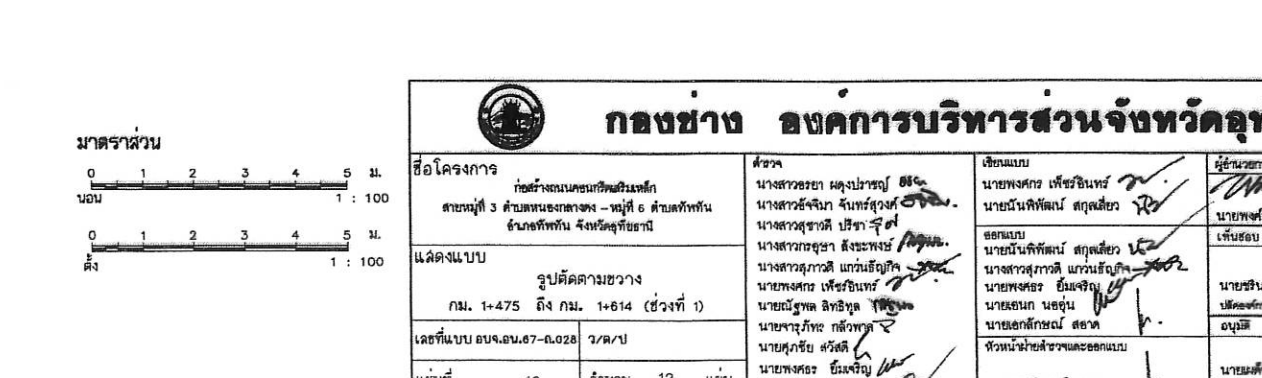 มาตราส่วน
0 1 2 3 4 5 ม.
นอน 1 : 100
0 1 2 3 4 5 ม.
ตั้ง 1 : 100
กองช่าง องค์การบริหารส่วนจังหวัดอุ
ชื่อโครงการ
ก่อสร้างถนนคอนกรีตเสริมเหล็ก
สายหมู่ที่ 3 ตำบลหนองกลางดง - หมู่ที่ 6 ตำบลทัพทัน
อำเภอทัพทัน จังหวัดอุทัยธานี
แสดงแบบ
รูปตัดตามขวาง
กม. 1+475 ถึง กม. 1+614 (ช่วงที่ 1)
เลขที่แบบ อบจ.อน.67-ถ.028 ว/ด/ป
สำรวจ
นางสาวอรยา ผดุงปราชญ์
นางสาวอัจจิมา จันทร์สุวงศ์
นางสาวสุชาวดี ปรีชา
นางสาวกรอุษา สังขะพงษ์
นางสาวสุภาวดี แกว่นธัญกิจ
นายพงศกร เพ็ชร์อินทร์
นายณัฐพล ลิทธิทูล
นายจารุภัทร กลัวพาล
นายศุภชัย สวัสดี
นายพงศธร ยิ้มเจริญ
เขียนแบบ
นายพงศกร เพ็ชร์อินทร์
นายนันพิพัฒน์ สกุลเสี่ยว
ออกแบบ
นายนันพิพัฒน์ สกุลเสี่ยว
นางสาวสุภาวดี แกว่นธัญกิจ
นายพงศธร ยิ้มเจริญ
นายเอนก นธอุ่น
นายเอกลักษณ์ สอาด
หัวหน้าฝ่ายสำรวจและออกแบบ
เห็นชอบ
อนุมัติ